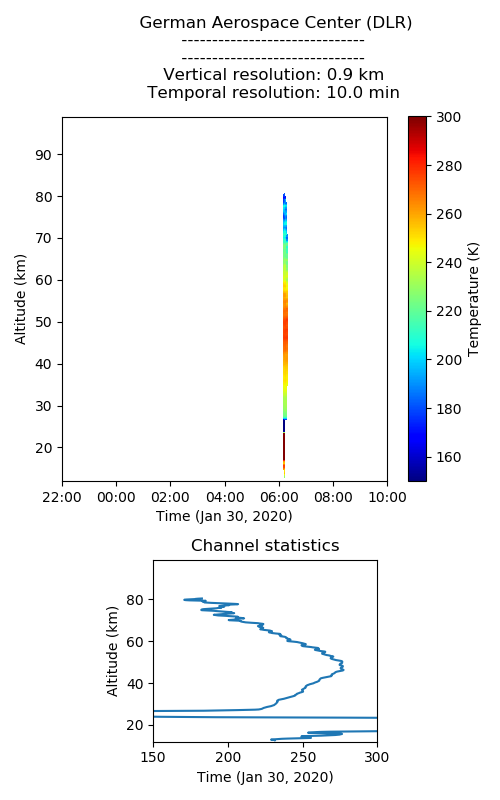 German Aerospace Center (DLR)
------------------------------
------------------------------
Vertical resolution: 0.9 km
Temporal resolution: 10.0 min
90
80
70
60
50
40
30
20
Altitude (km)
22:00 00:00 02:00 04:00 06:00 08:00 10:00
Time (Jan 30, 2020)
300
280
260
240
220
200
180
160
Temperature (K)
Channel statistics
80
60
40
20
Altitude (km)
150 200 250 300
Time (Jan 30, 2020)